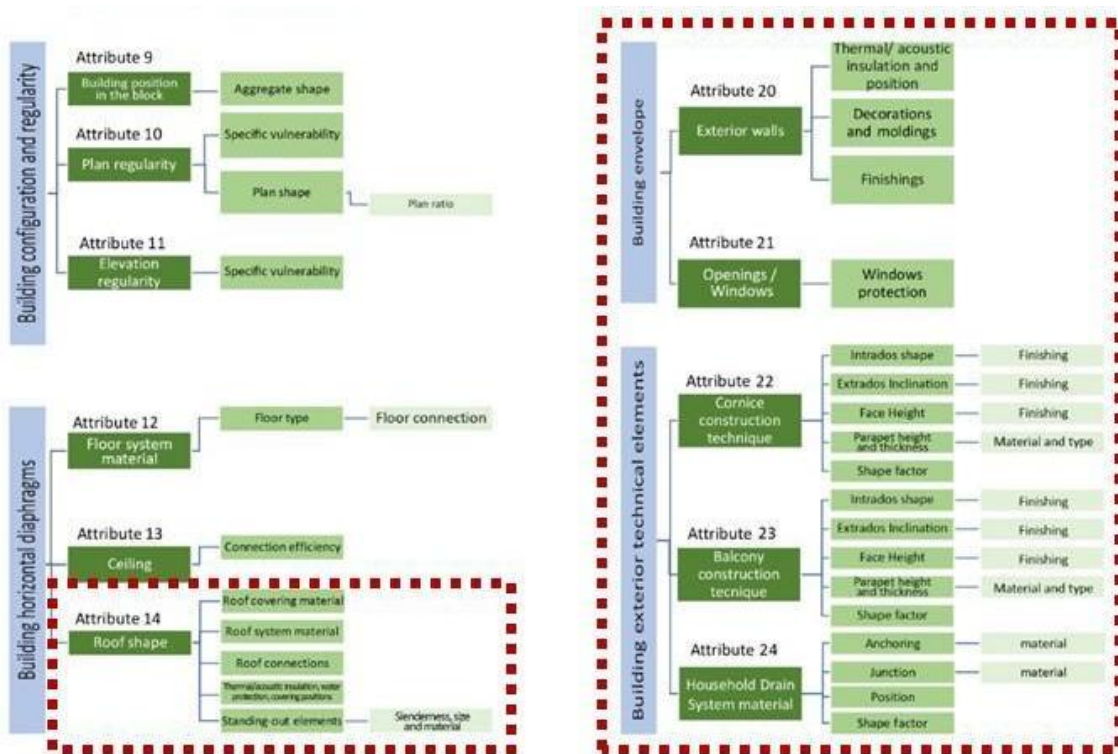 Building configuration and regularity
Attribute 9
Building position
in the block
Aggregate shape
Attribute 10
Plan regularity
Specific vulnerability
Plan shape
Plan ratio
Attribute 11
Elevation
regularity
Specific vulnerability
Building horizontal diaphragms
Attribute 12
Floor system
material
Floor type
Floor connection
Attribute 13
Ceiling
Connection efficiency
Attribute 14
Roof shape
Roof covering material
Roof system material
Roof connections
Thermal/acoustic insulation, water
protection, covering positions
Standing-out elements
Slenderness, size
and material
Building envelope
Attribute 20
Exterior walls
Thermal/ acoustic
insulation and
position
Decorations
and moldings
Finishings
Attribute 21
Openings /
Windows
Windows
protection
Building exterior technical elements
Attribute 22
Cornice
construction
technique
Intrados shape
Finishing
Extrados Inclination
Finishing
Face Height
Finishing
Parapet height
and thickness
Material and type
Shape factor
Attribute 23
Balcony
construction
tecnique
Intrados shape
Finishing
Extrados Inclination
Finishing
Face Height
Finishing
Parapet height
and thickness
Material and type
Shape factor
Attribute 24
Household Drain
System material
Anchoring
material
Junction
material
Position
Shape factor